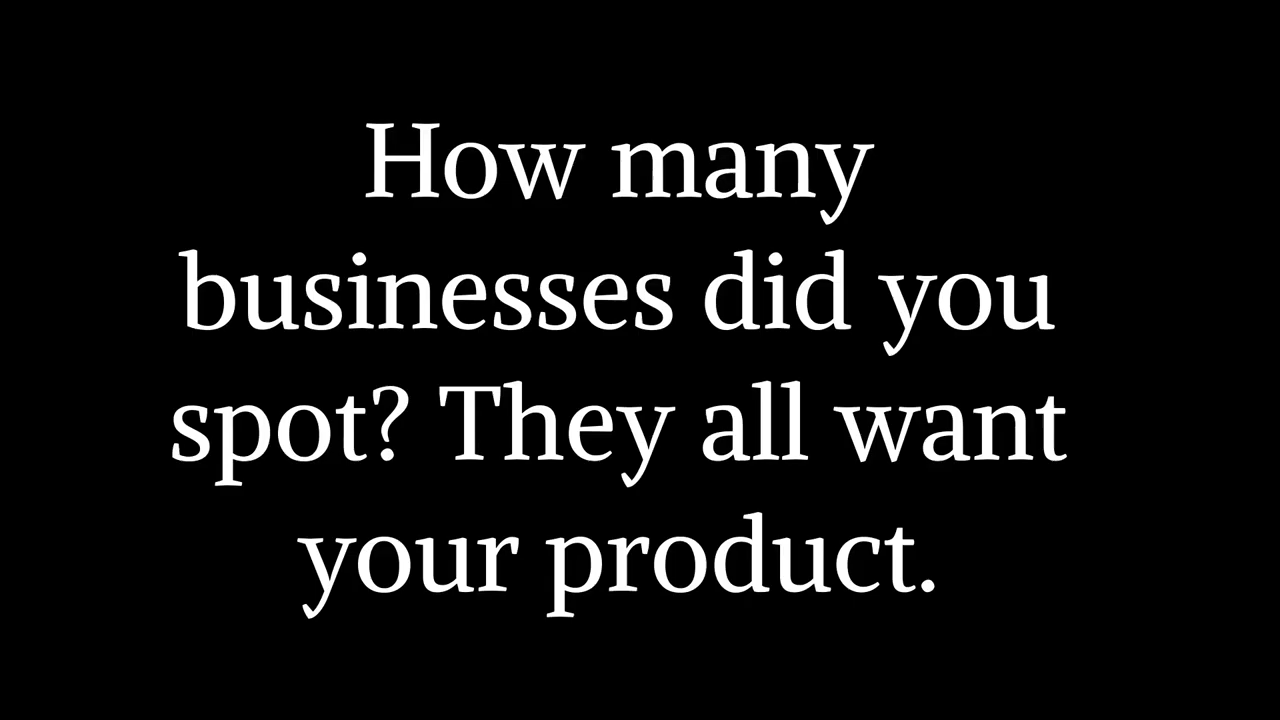 How many
businesses did you
spot? They all want
your product.